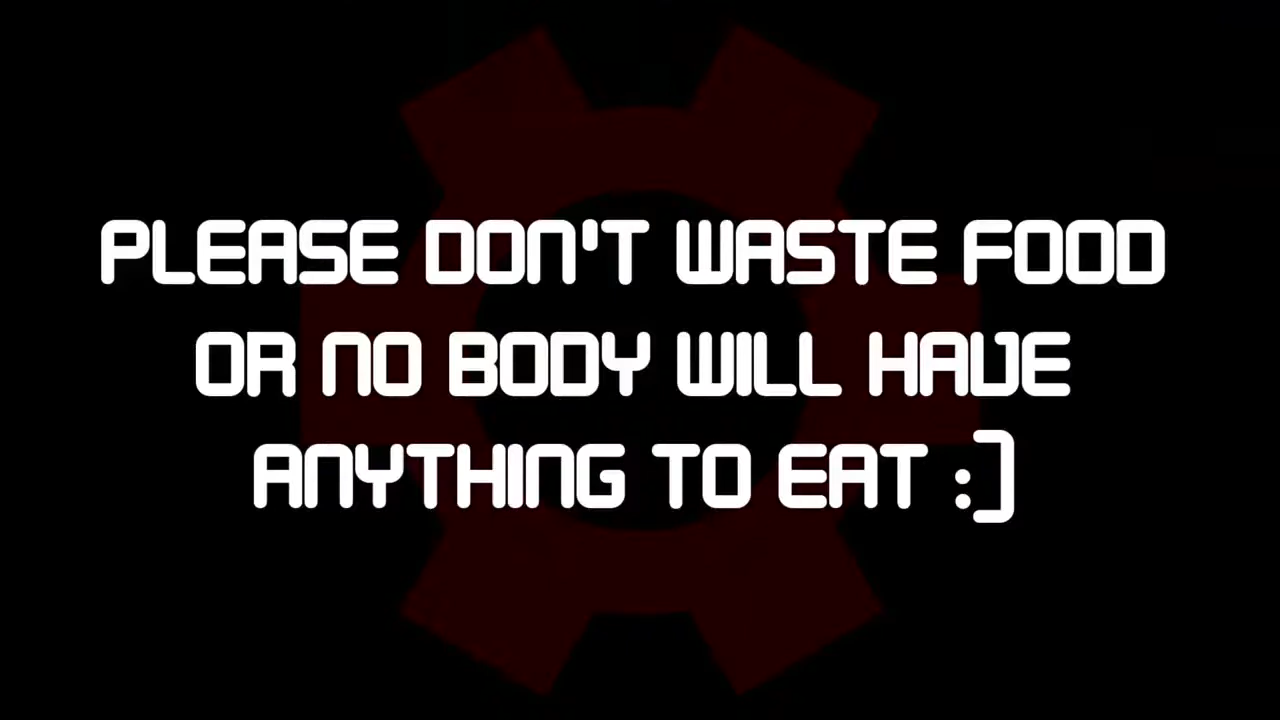 PLEASE DON'T WASTE FOOD
OR NO BODY WILL HAVE
ANYTHING TO EAT :]